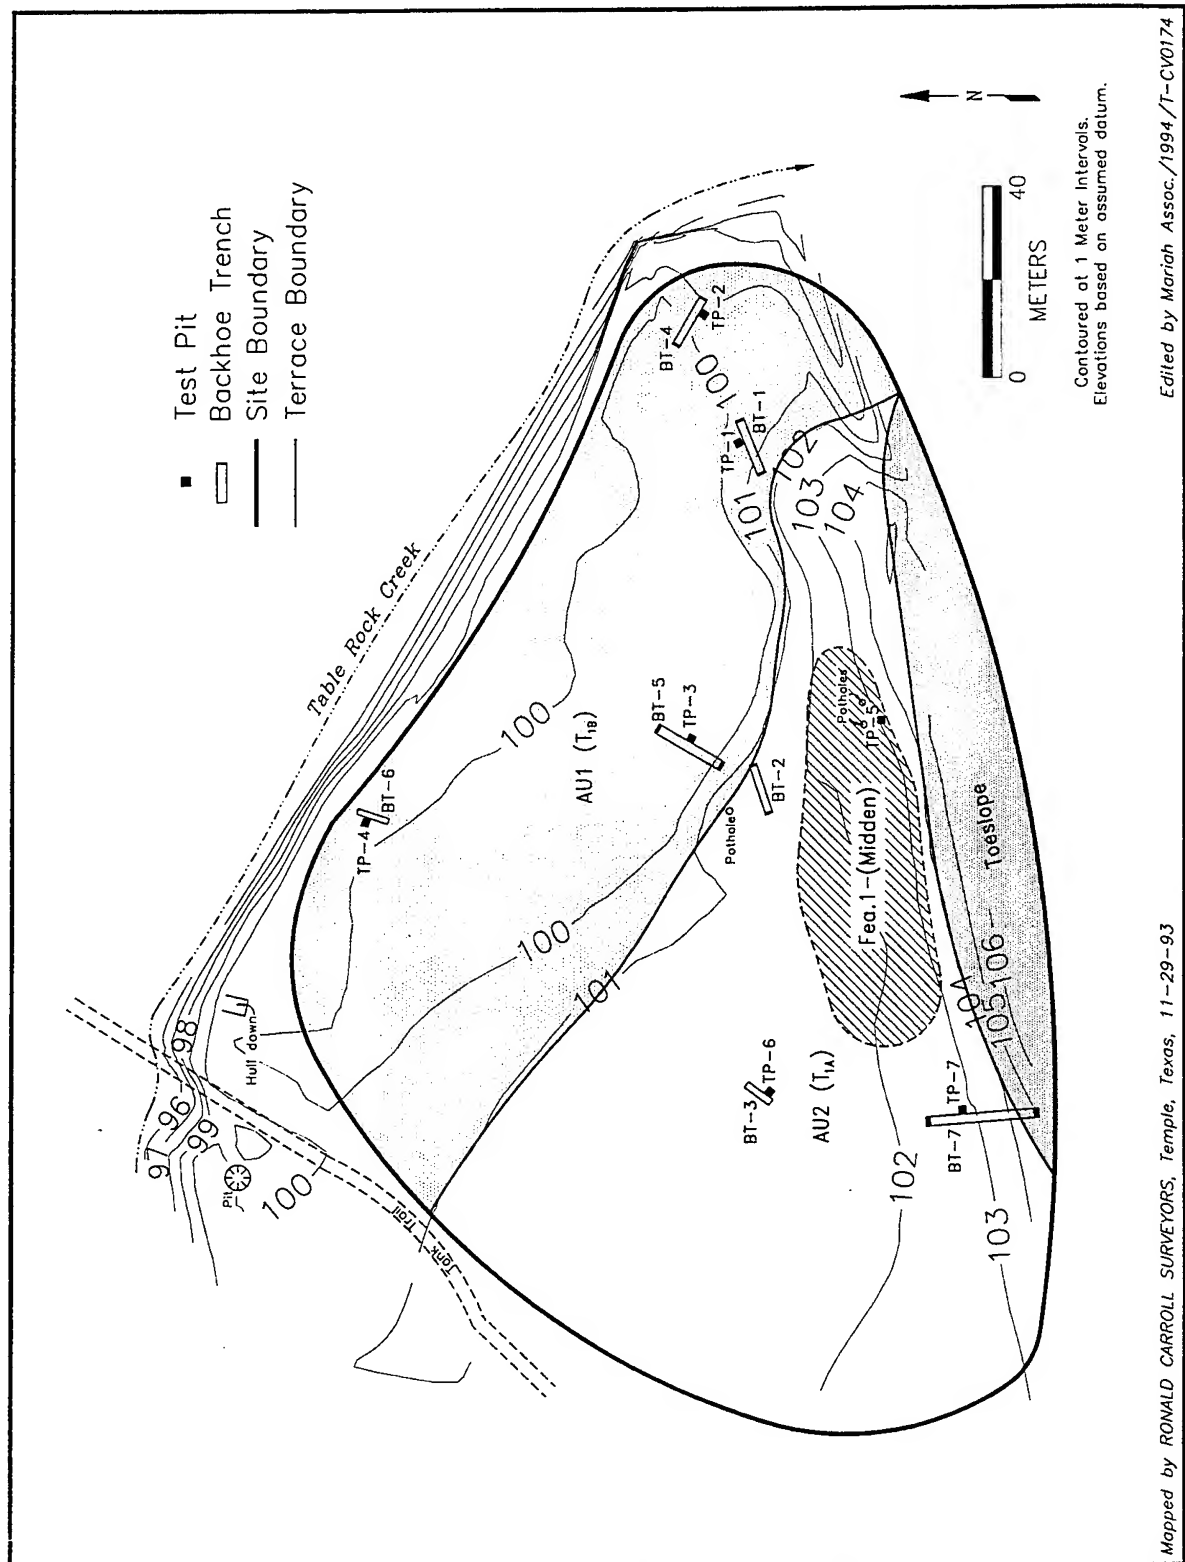 Test Pit
Backhoe Trench
Site Boundary
Terrace Boundary
Table Rock Creek
97
96
98
99
Pit
100
Hull down
Tank
Trail
TP-4
BT-6
100
AU1 (T1B)
BT-5
TP-3
100
101
Pothole
BT-2
BT-4
TP-2
100
TP-1
BT-1
101
102
103
104
Potholes
TP-5
Fea.1-(Midden)
BT-3
TP-6
AU2 (T1A)
Toeslope
104
105
106
BT-7
TP-7
102
103
N
0
40
METERS
Contoured at 1 Meter Intervals.
Elevations based on assumed datum.
Mapped by RONALD CARROLL SURVEYORS, Temple, Texas, 11-29-93
Edited by Mariah Assoc./1994/T-CV0174